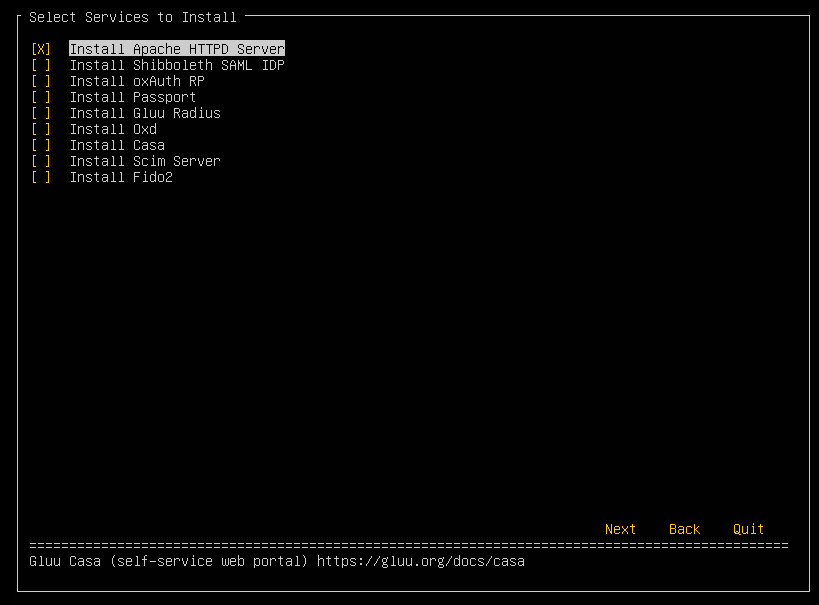 Select Services to Install
[X] Install Apache HTTPD Server
[ ] Install Shibboleth SAML IDP
[ ] Install oxAuth RP
[ ] Install Passport
[ ] Install Gluu Radius
[ ] Install Oxd
[ ] Install Casa
[ ] Install Scim Server
[ ] Install Fido2
Next Back Quit
===============================================================================================
Gluu Casa (self-service web portal) https://gluu.org/docs/casa